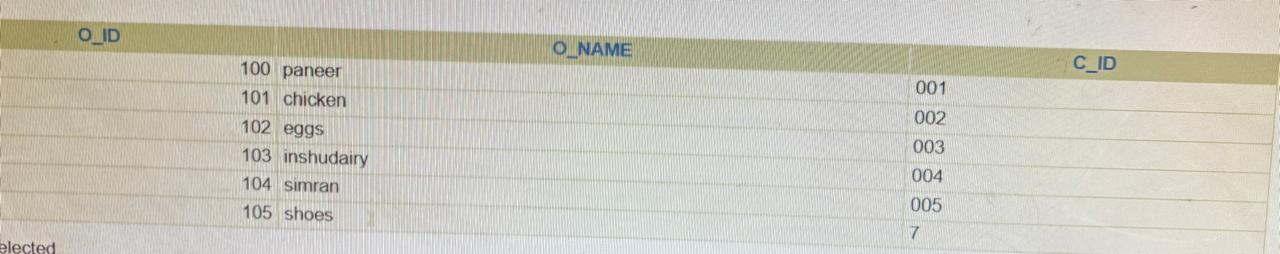 O_ID O_NAME C_ID
100 paneer 001
101 chicken 002
102 eggs 003
103 inshudairy 004
104 simran 005
105 shoes 7
elected